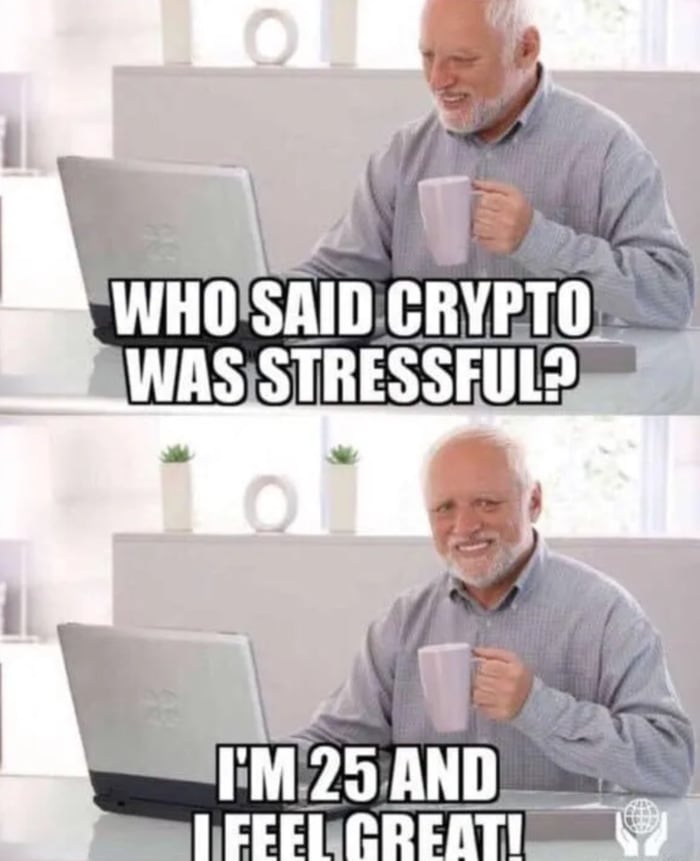 WHO SAID CRYPTO
WAS STRESSFUL?
I'M 25 AND
I FEEL GREAT!